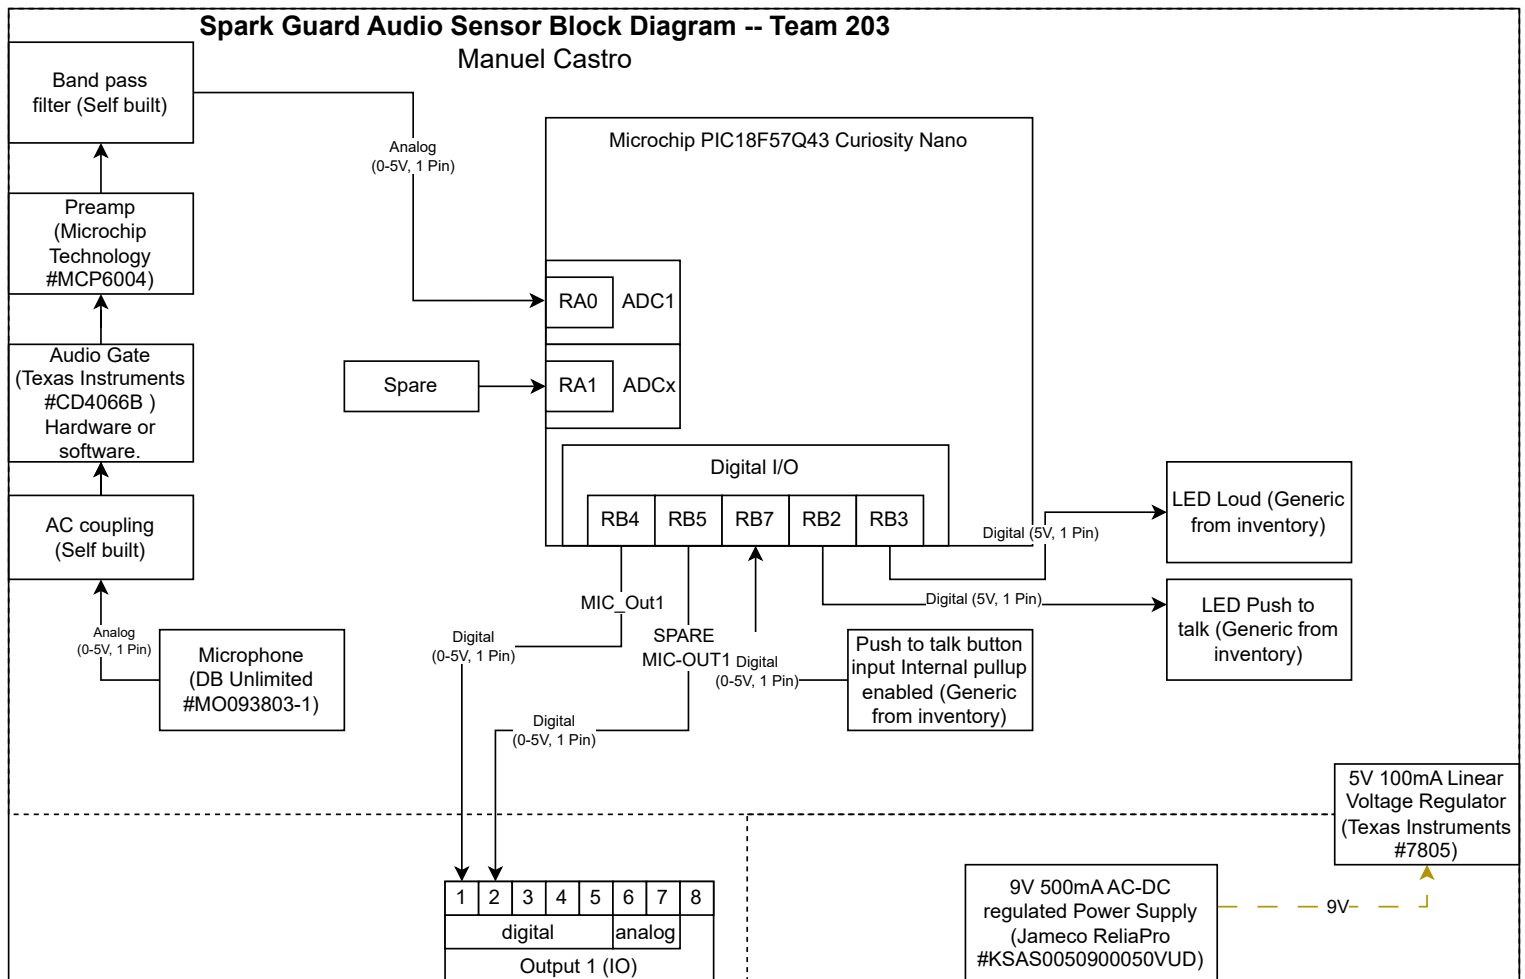 Spark Guard Audio Sensor Block Diagram -- Team 203
Manuel Castro
Band pass
filter (Self built)
Analog
(0-5V, 1 Pin)
Microchip PIC18F57Q43 Curiosity Nano
Preamp
(Microchip
Technology
#MCP6004)
RA0
ADC1
Audio Gate
(Texas Instruments
#CD4066B )
Hardware or
software.
Spare
RA1
ADCx
Digital I/O
RB4
RB5
RB7
RB2
RB3
AC coupling
(Self built)
LED Loud (Generic
from inventory)
Digital (5V, 1 Pin)
Digital (5V, 1 Pin)
LED Push to
talk (Generic from
inventory)
MIC_Out1
Analog
(0-5V, 1 Pin)
Microphone
(DB Unlimited
#MO093803-1)
Digital
(0-5V, 1 Pin)
SPARE
MIC-OUT1
Digital
(0-5V, 1 Pin)
Push to talk button
input Internal pullup
enabled (Generic
from inventory)
Digital
(0-5V, 1 Pin)
5V 100mA Linear
Voltage Regulator
(Texas Instruments
#7805)
1
2
3
4
5
6
7
8
digital
analog
Output 1 (IO)
9V 500mA AC-DC
regulated Power Supply
(Jameco ReliaPro
#KSAS0050900050VUD)
9V